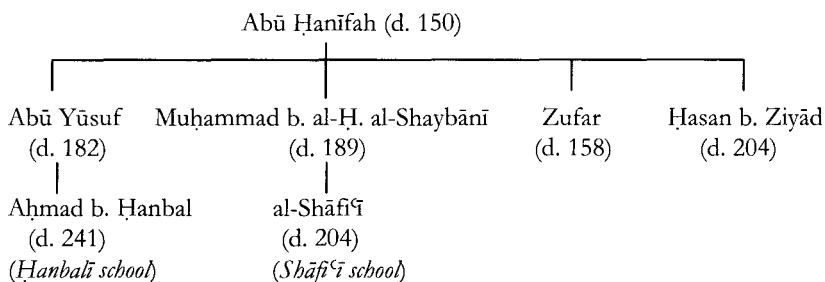 Abū Ḥanīfah (d. 150)
Abū Yūsuf Muḥammad b. al-Ḥ. al-Shaybānī Zufar Ḥasan b. Ziyād
(d. 182) (d. 189) (d. 158) (d. 204)
Aḥmad b. Ḥanbal al-Shāfiʿī
(d. 241) (d. 204)
(Ḥanbalī school) (Shāfiʿī school)